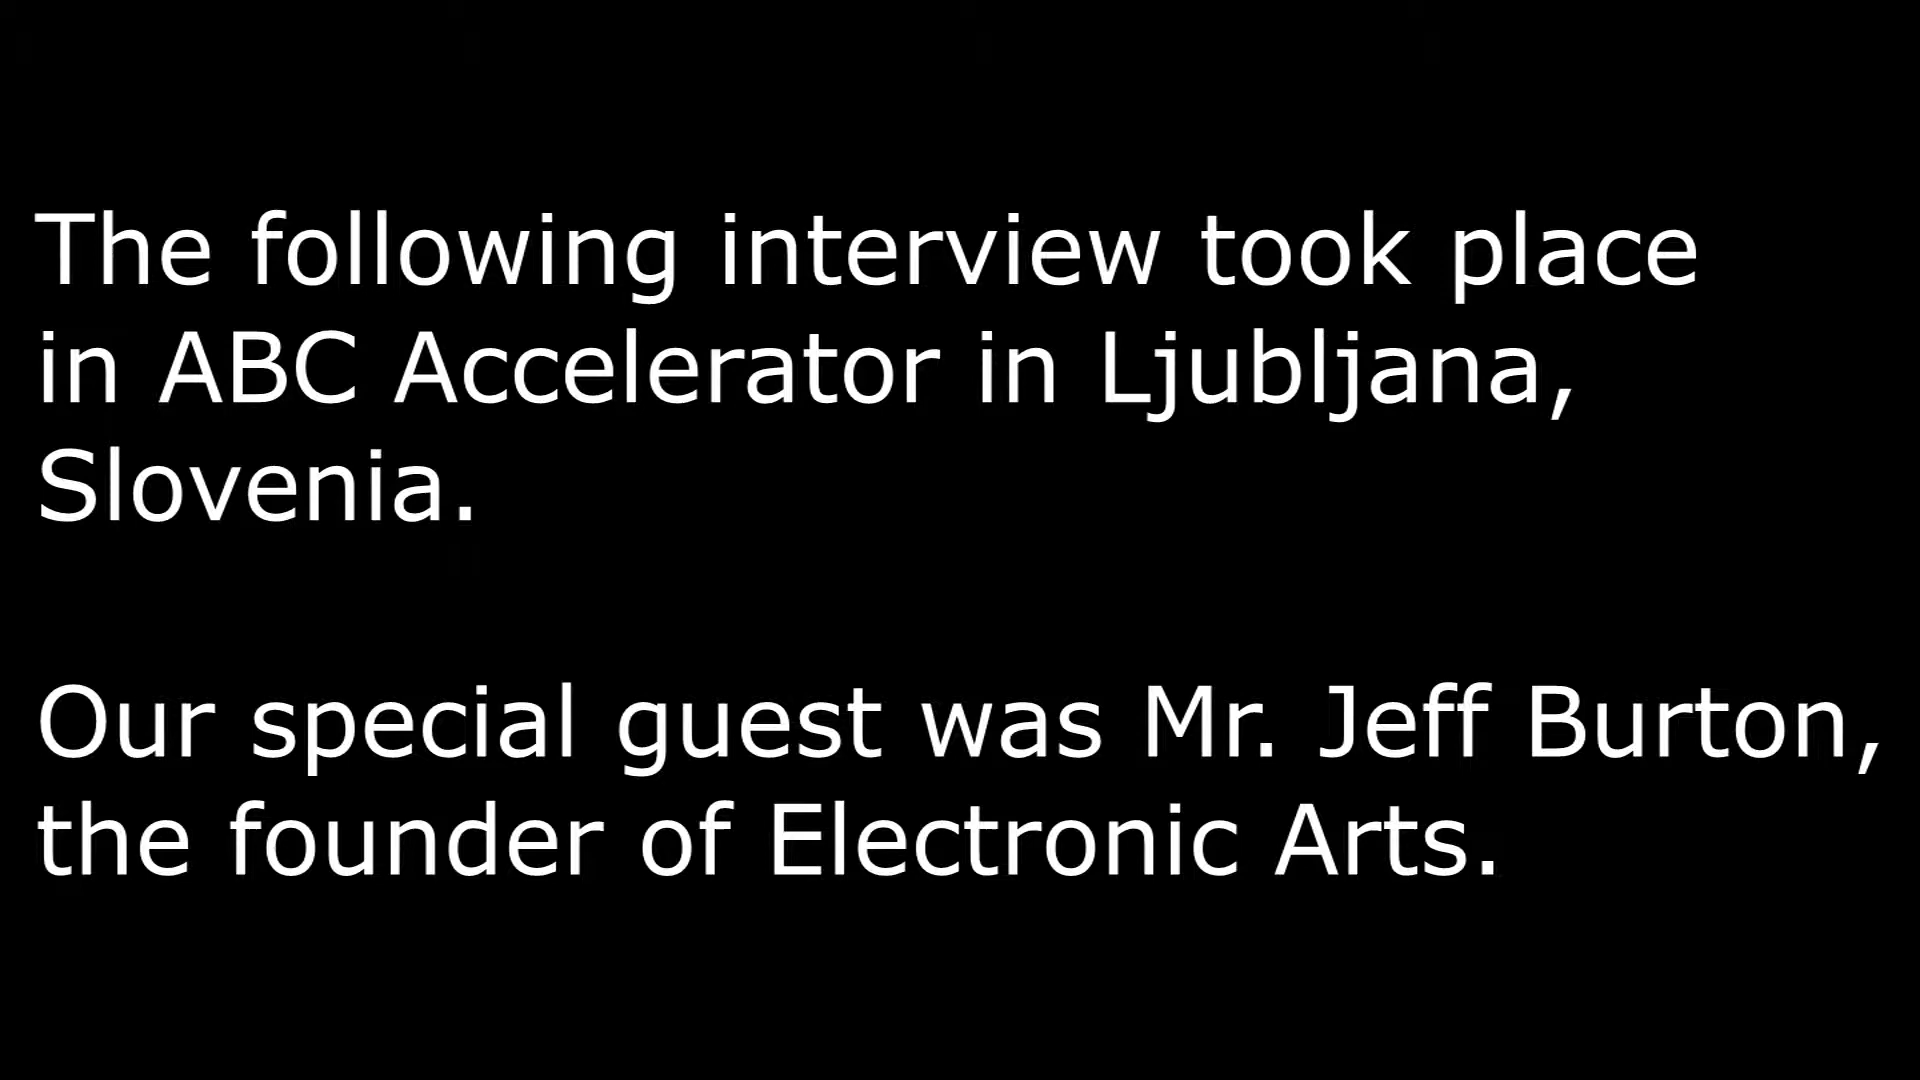 The following interview took place
in ABC Accelerator in Ljubljana,
Slovenia.
Our special guest was Mr. Jeff Burton,
the founder of Electronic Arts.